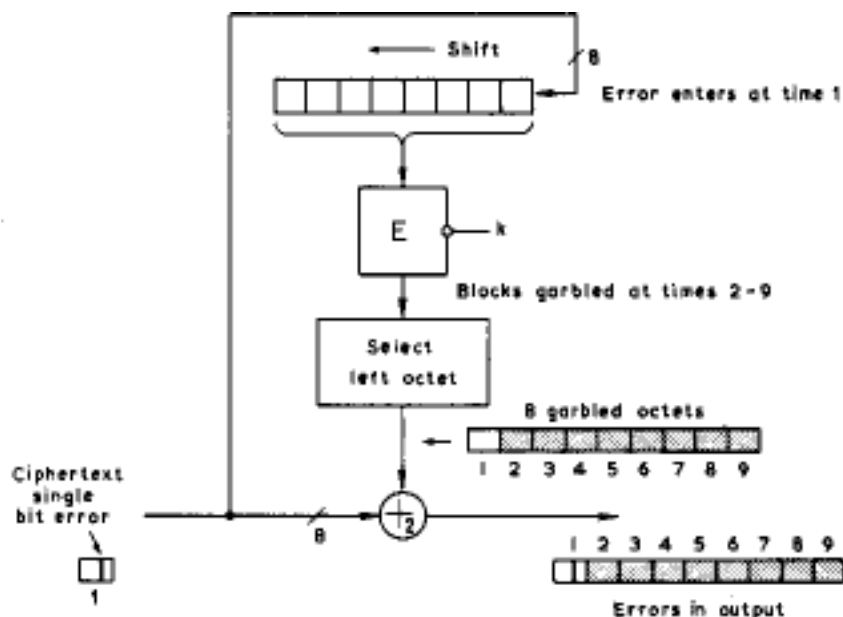 Shift
8
Error enters at time 1
E
k
Blocks garbled at times 2-9
Select
left octet
8 garbled octets
1 2 3 4 5 6 7 8 9
Ciphertext
single
bit error
8
+2
1 2 3 4 5 6 7 8 9
1
Errors in output